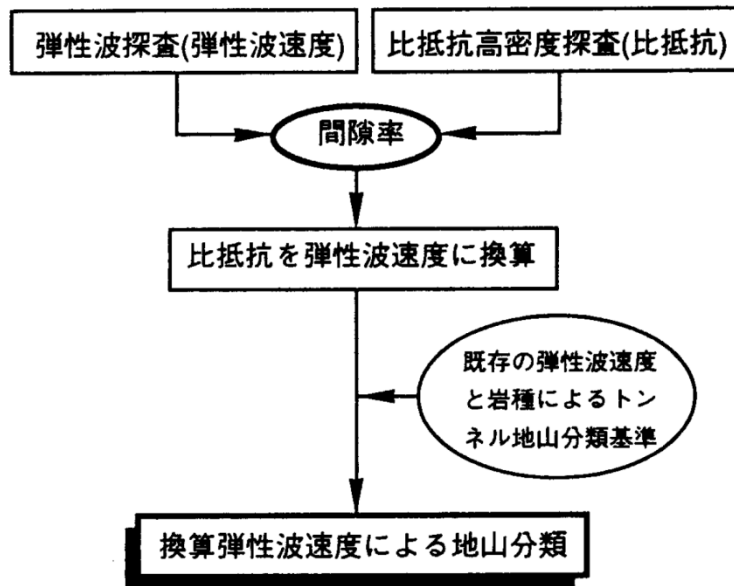 弾性波探査(弾性波速度)
比抵抗高密度探査(比抵抗)
間隙率
比抵抗を弾性波速度に換算
既存の弾性波速度
と岩種によるトン
ネル地山分類基準
換算弾性波速度による地山分類